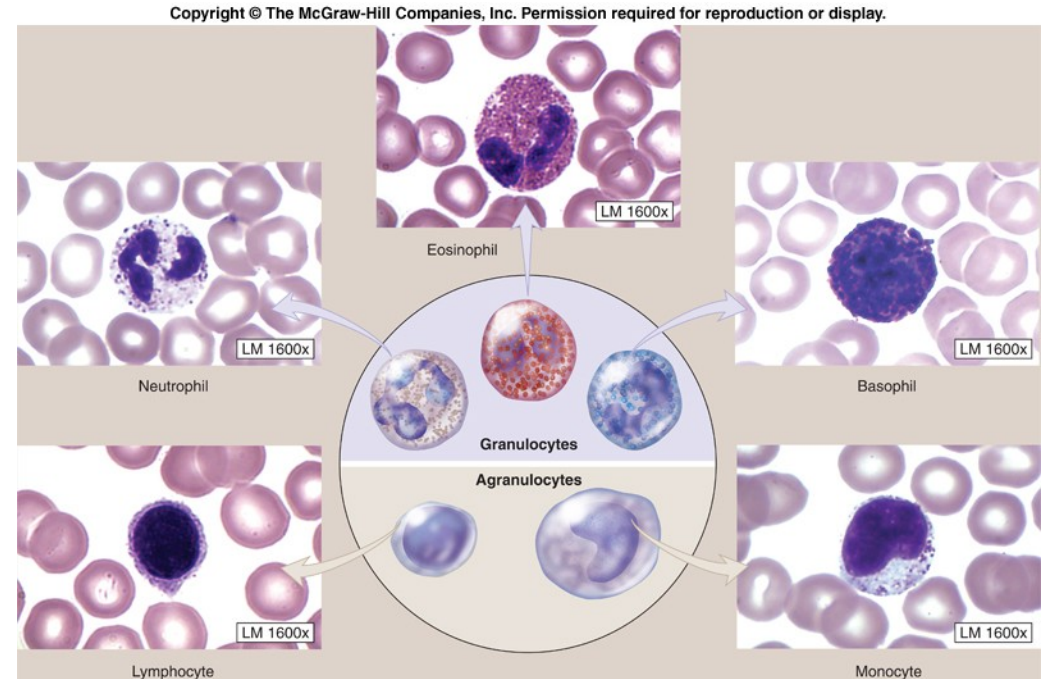 Copyright © The McGraw-Hill Companies, Inc. Permission required for reproduction or display.
LM 1600x
Eosinophil
LM 1600x
Neutrophil
LM 1600x
Basophil
Granulocytes
Agranulocytes
LM 1600x
Lymphocyte
LM 1600x
Monocyte